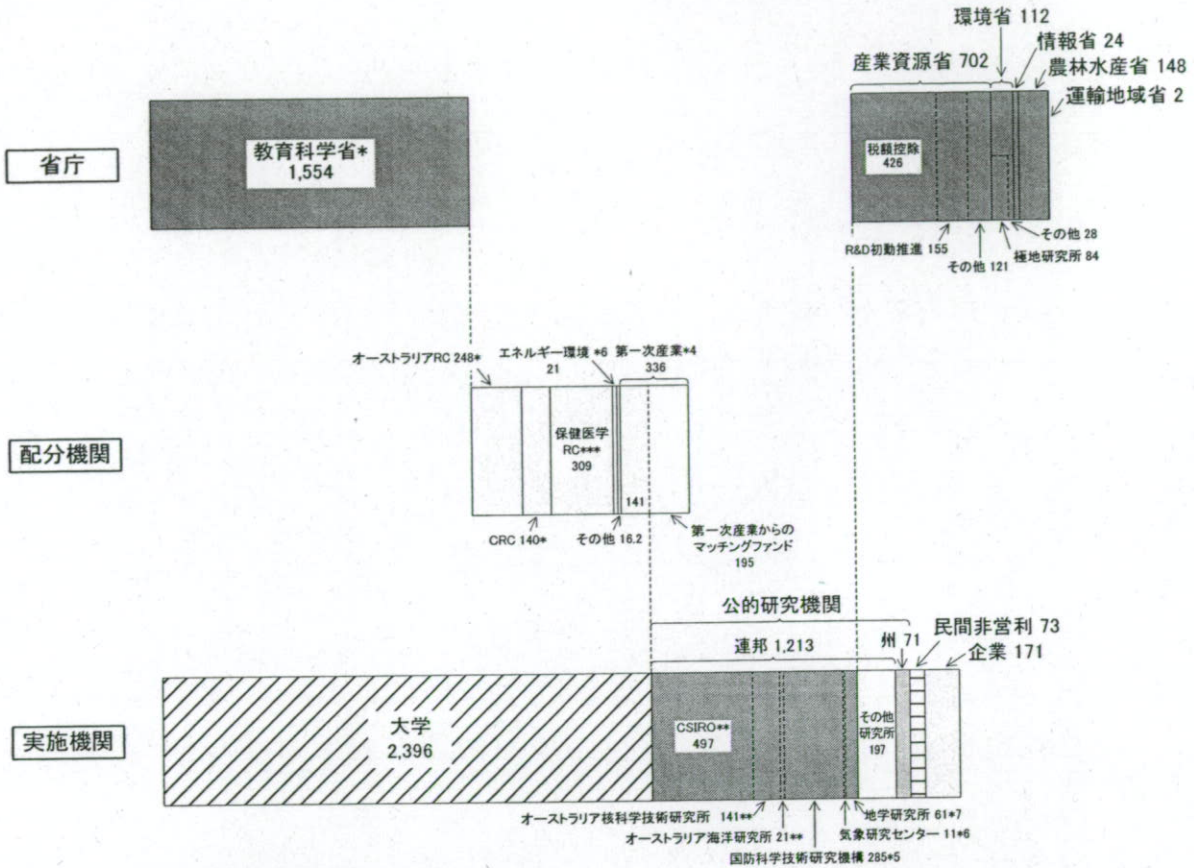 環境省 112
情報省 24
産業資源省 702
農林水産省 148
運輸地域省 2
省庁
教育科学省*
1,554
税額控除
426
R&D初動推進 155
その他 121
その他 28
極地研究所 84
オーストラリアRC 248*
エネルギー環境 *6
21
第一次産業*4
336
配分機関
保健医学
RC***
309
141
CRC 140*
その他 16.2
第一次産業からの
マッチングファンド
195
公的研究機関
連邦 1,213
州 71
民間非営利 73
企業 171
実施機関
大学
2,396
CSIRO**
497
その他
研究所
197
オーストラリア核科学技術研究所 141**
オーストラリア海洋研究所 21**
国防科学技術研究機構 285*5
気象研究センター 11*6
地学研究所 61*7